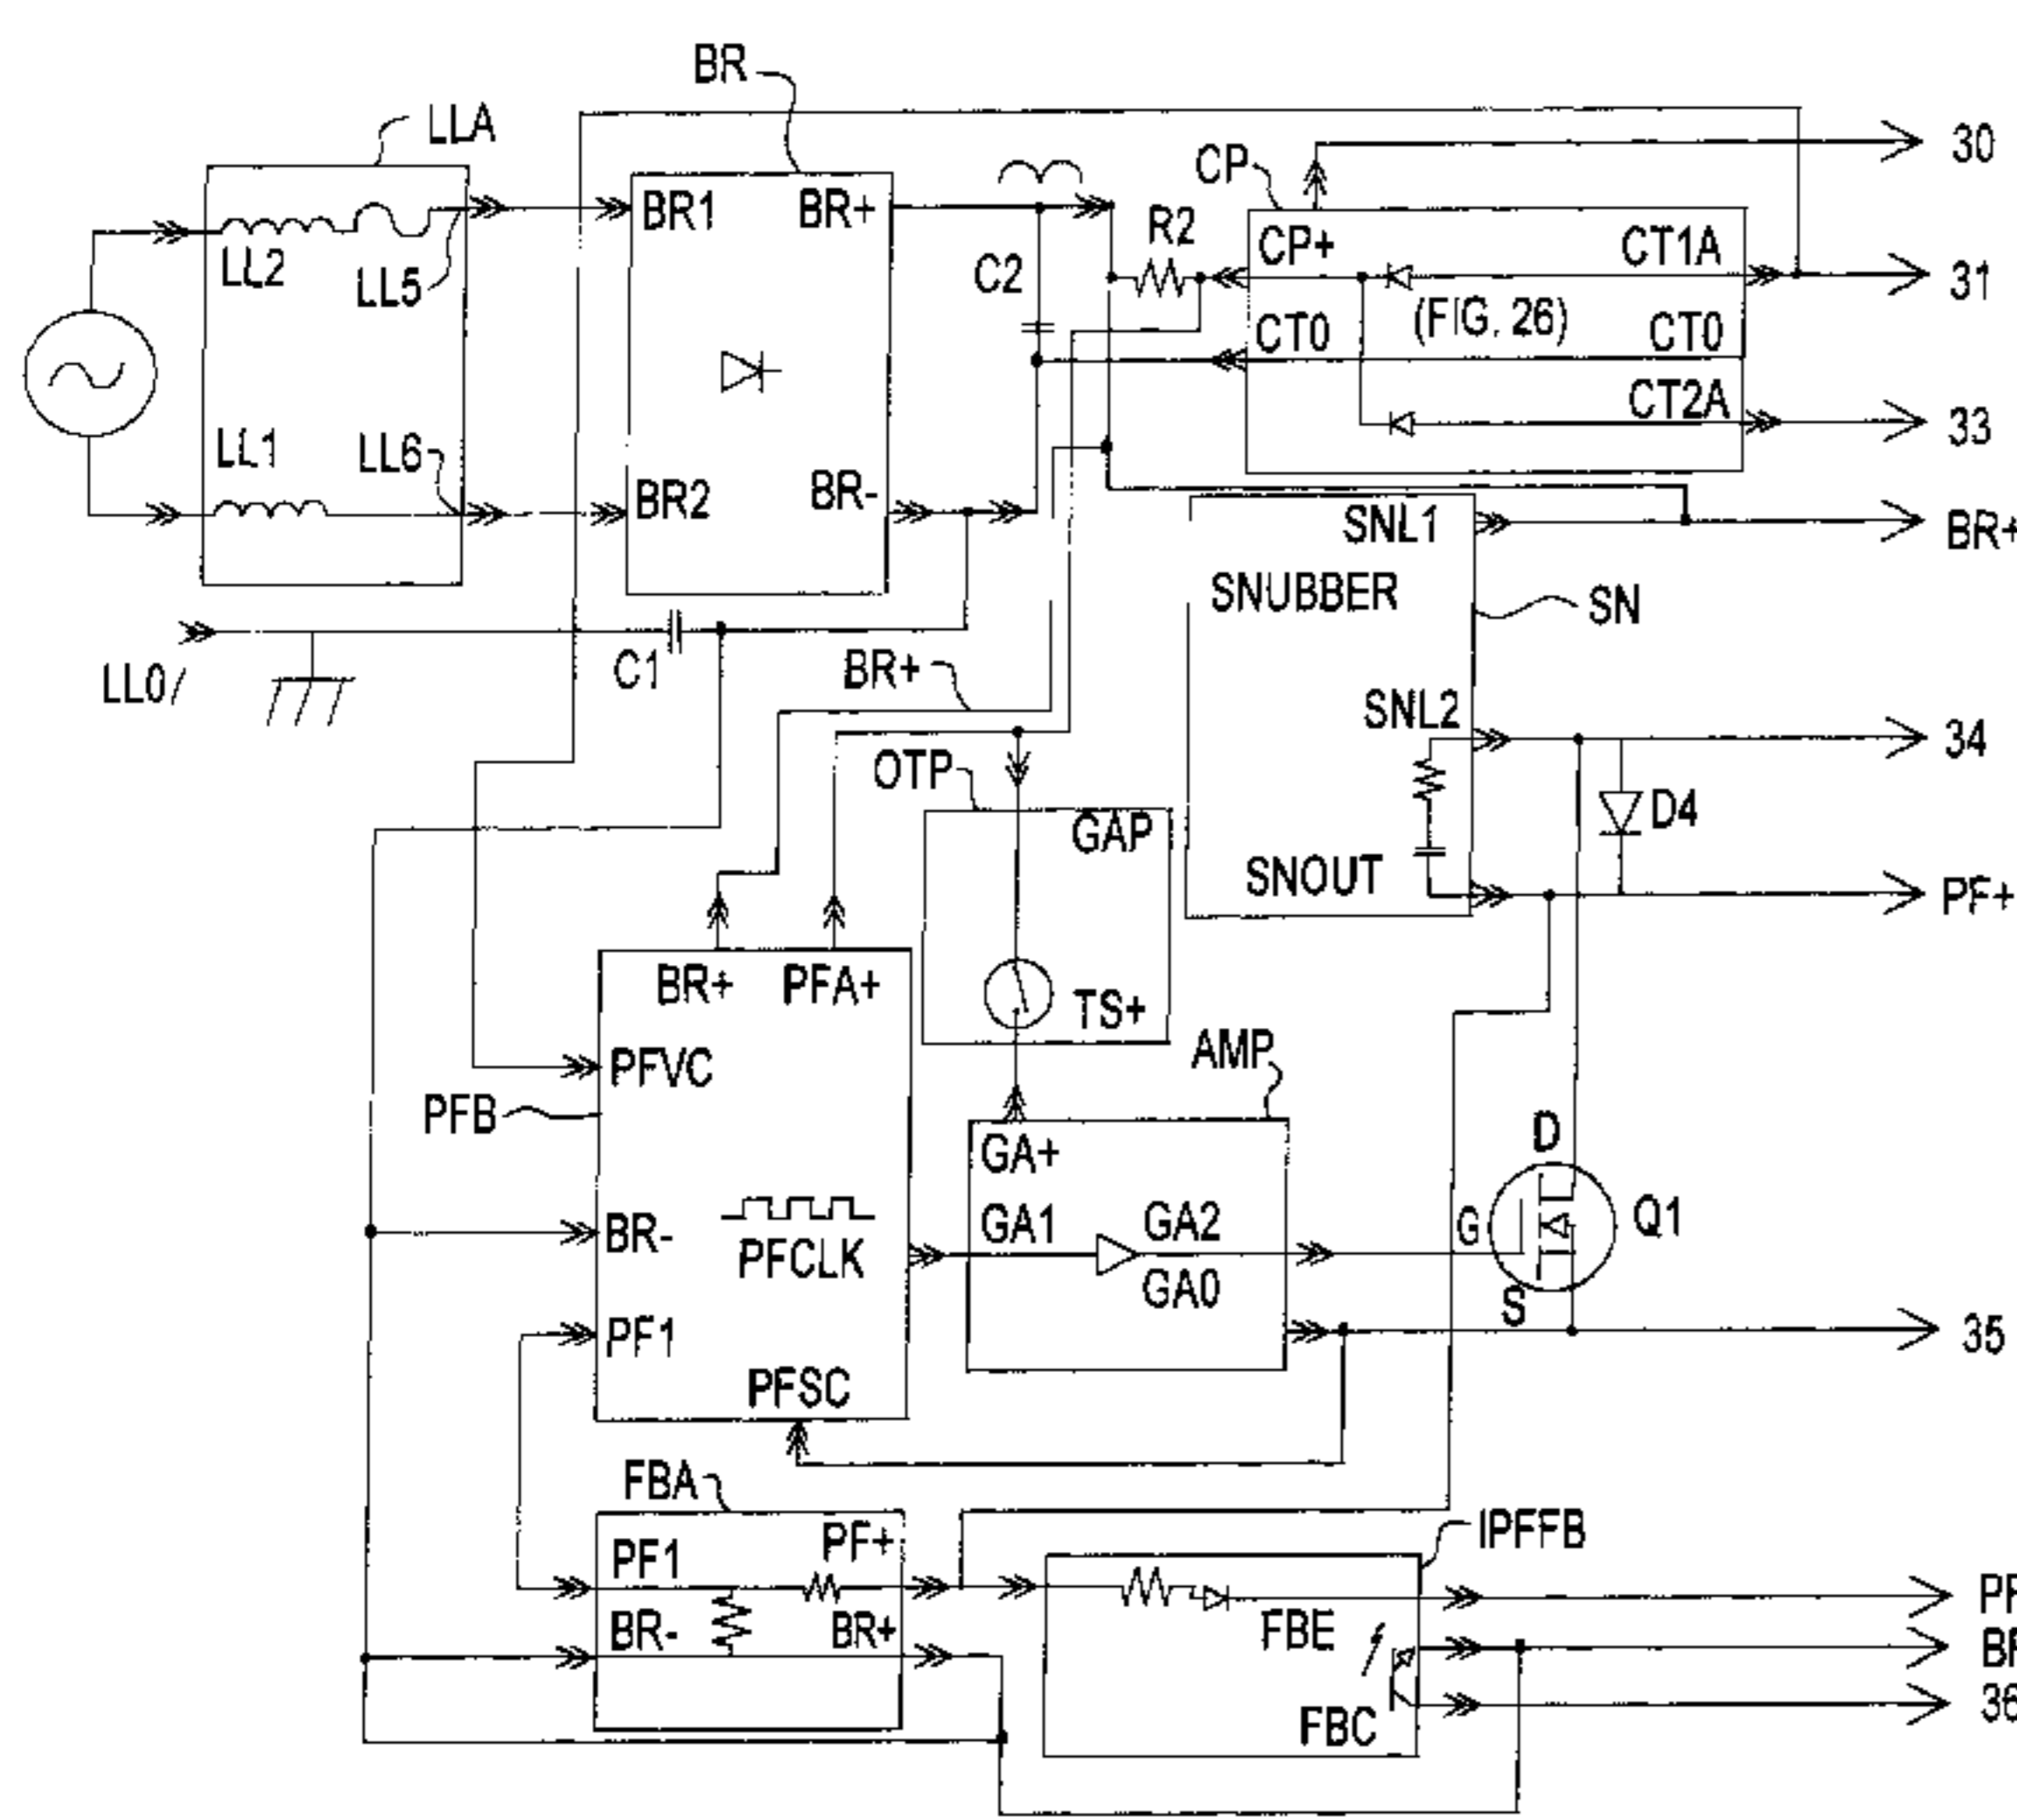 BR
LLA
30
CP
BR1
BR+
R2
CP+
CT1A
LL2
LL5
C2
31
(FIG. 26)
CT0
CT0
CT2A
33
LL1
LL6
BR2
BR-
SNL1
BR+
SNUBBER
SN
LL0/
C1
BR+
SNL2
34
OTP
GAP
D4
SNOUT
PF+
BR+
PFA+
TS+
PFVC
AMP
PFB
D
GA+
GA1
GA2
G
Q1
BR-
PFCLK
GA0
S
PF1
35
PFSC
FBA
IPFFB
PF1
PF+
BR-
BR+
FBE
FBC
36